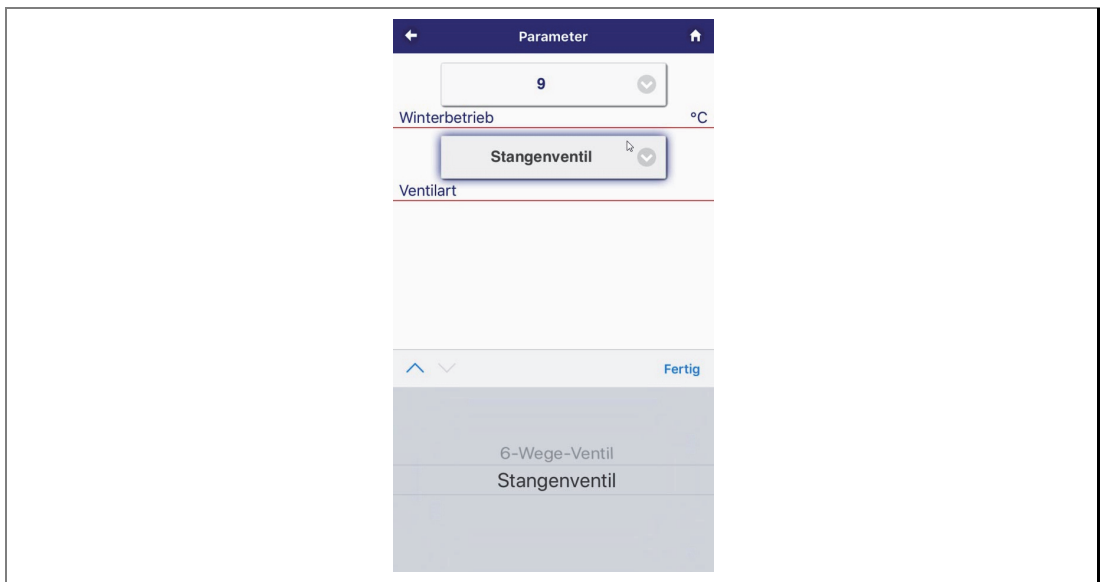 Parameter
9
Winterbetrieb °C
Stangenventil
Ventilart
Fertig
6-Wege-Ventil
Stangenventil